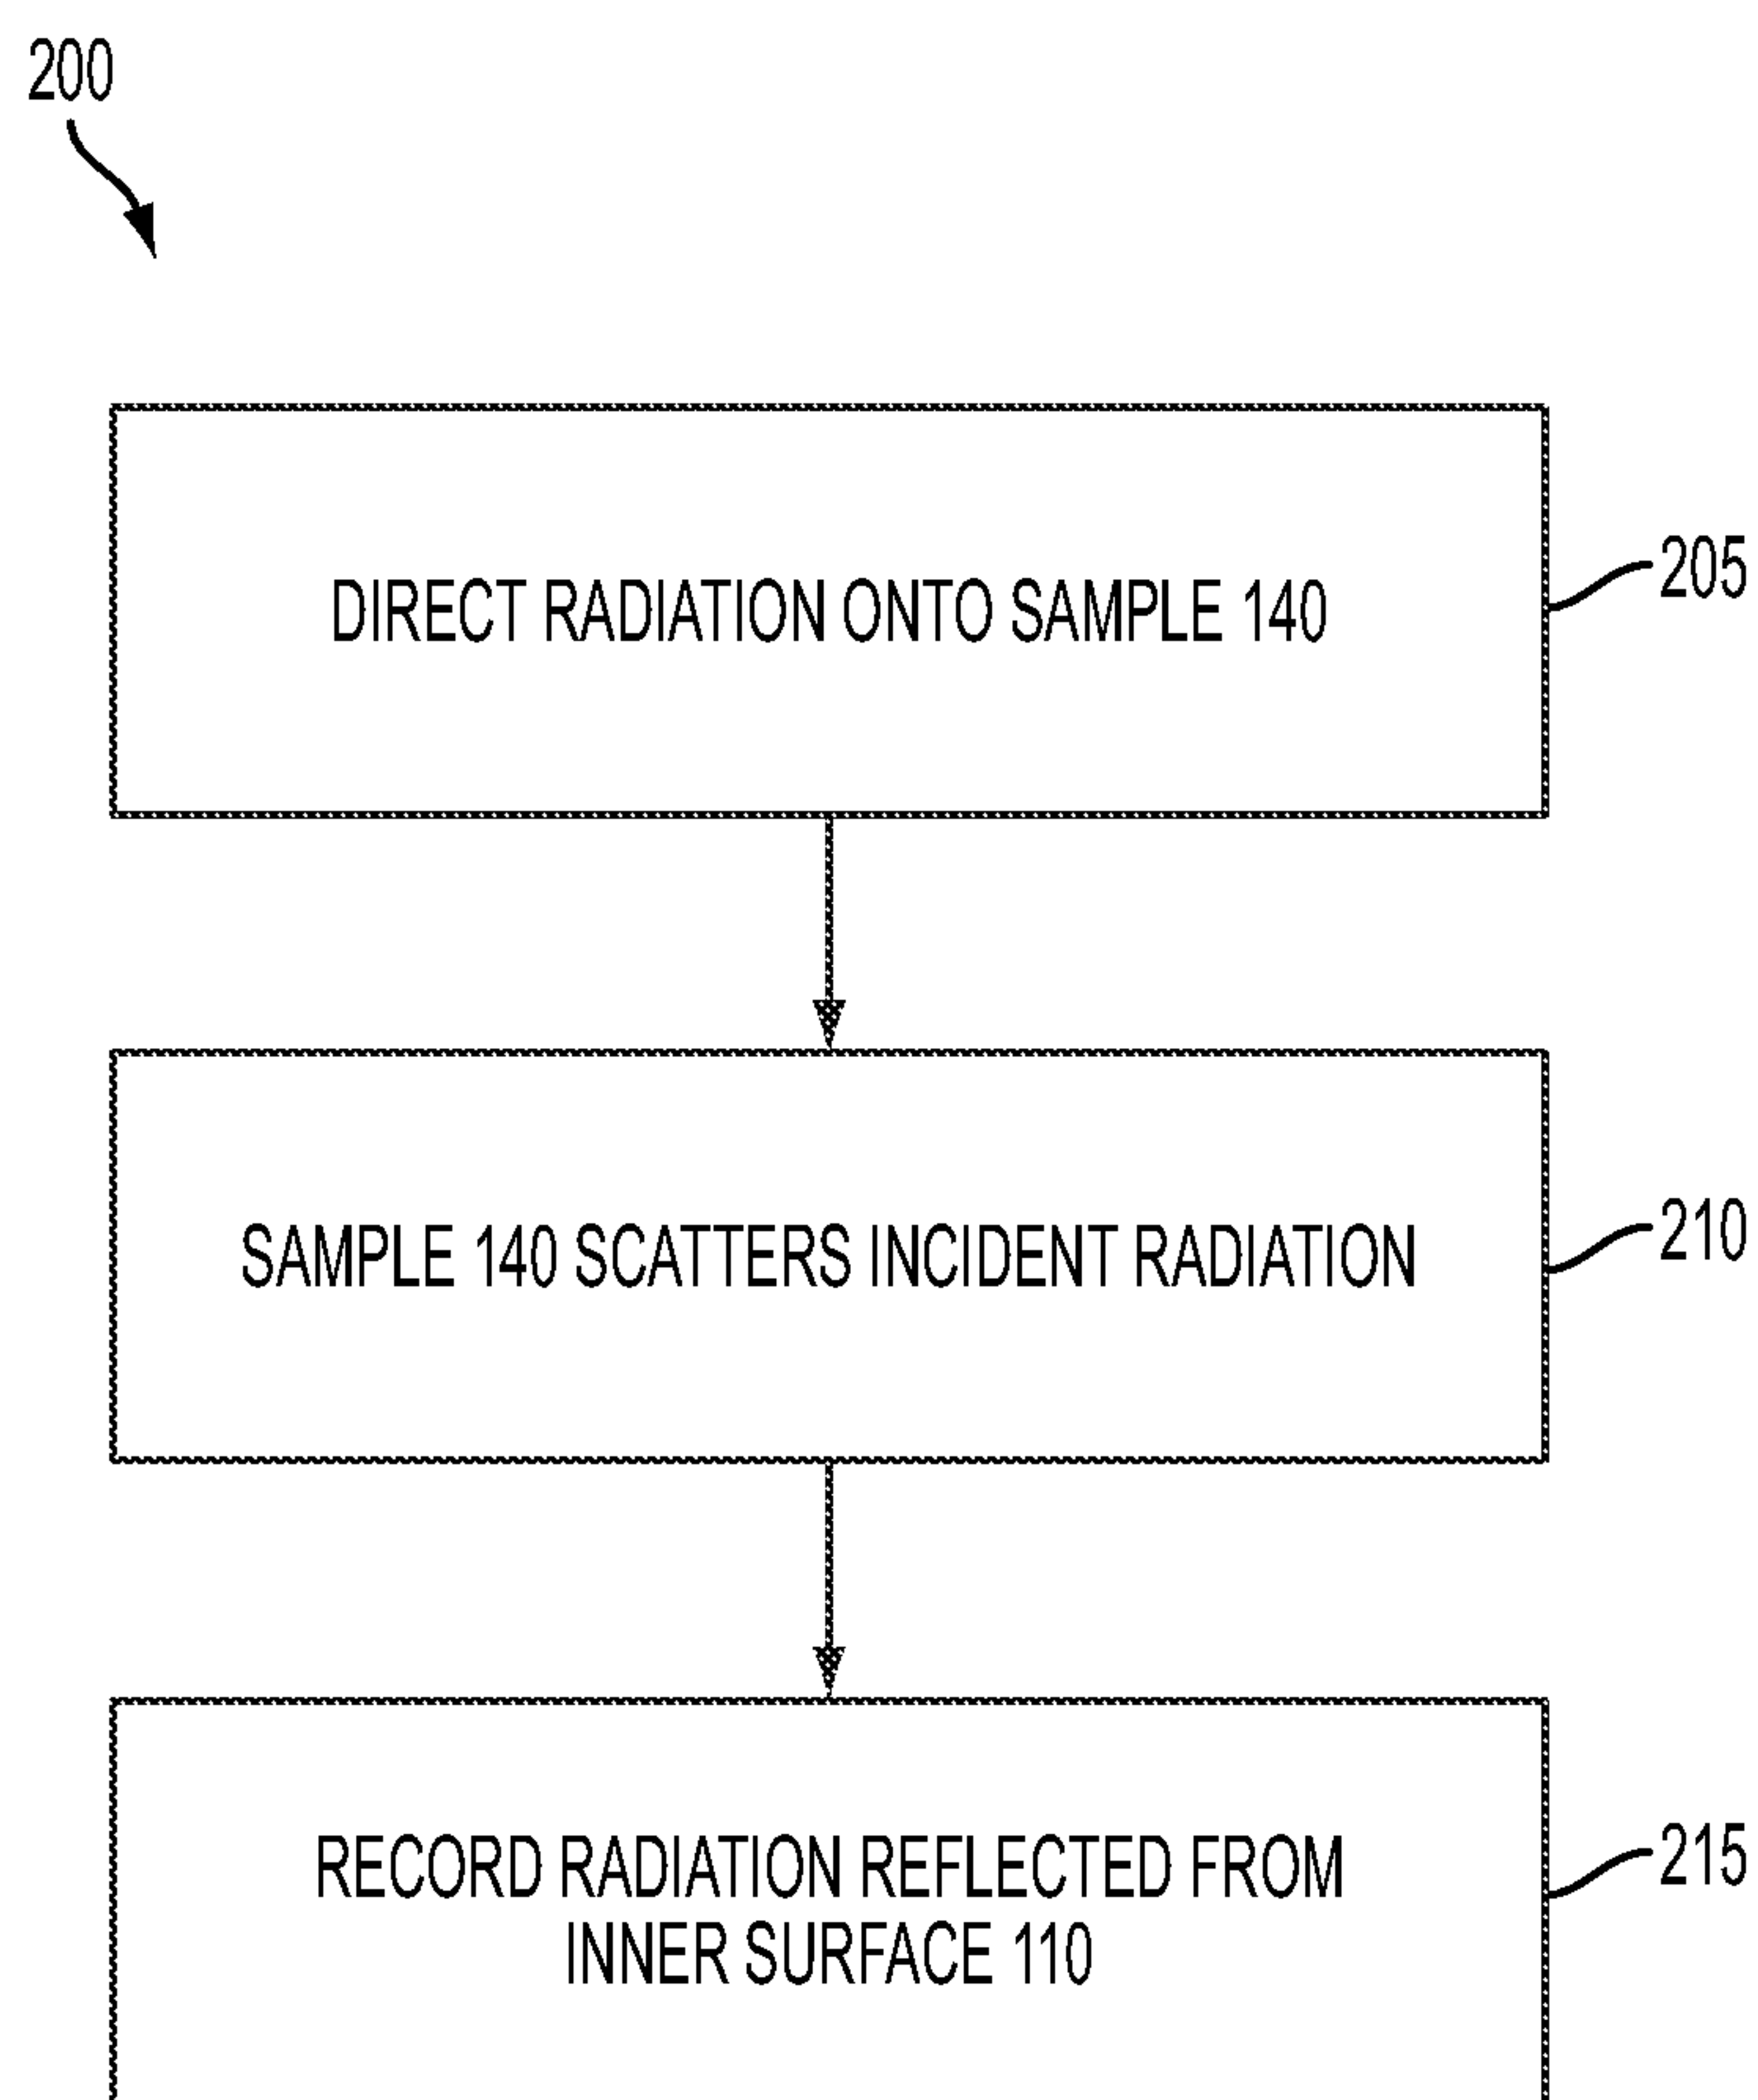 200
DIRECT RADIATION ONTO SAMPLE 140
205
SAMPLE 140 SCATTERS INCIDENT RADIATION
210
RECORD RADIATION REFLECTED FROM
INNER SURFACE 110
215